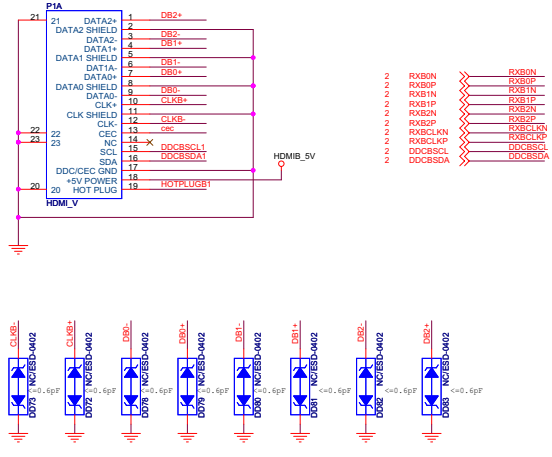 P1A
21 21 DATA2+ 1 DB2+
DATA2 SHIELD 2
DATA2- 3 DB2-
DATA1+ 4 DB1+
DATA1 SHIELD 5
DAT1A- 6 DB1-
DATA0+ 7 DB0+
DATA0 SHIELD 8
DATA0- 9 DB0-
CLK+ 10 CLKB+
CLK SHIELD 11
CLK- 12 CLKB-
22 22 CEC 13 cec
23 23 NC 14
SCL 15 DDCBSCL1
SDA 16 DDCBSDA1
DDC/CEC GND 17
+5V POWER 18
20 20 HOT PLUG 19 HOTPLUGB1
HDMI_V
HDMIB_5V
2 RXB0N RXB0N
2 RXB0P RXB0P
2 RXB1N RXB1N
2 RXB1P RXB1P
2 RXB2N RXB2N
2 RXB2P RXB2P
2 RXBCLKN RXBCLKN
2 RXBCLKP RXBCLKP
2 DDCBSCL DDCBSCL
2 DDCBSDA DDCBSDA
CLKB- CLKB+ DB0- DB0+ DB1- DB1+ DB2- DB2+
NC/ESD-0402 NC/ESD-0402 NC/ESD-0402 NC/ESD-0402 NC/ESD-0402 NC/ESD-0402 NC/ESD-0402 NC/ESD-0402
<=0.6pF <=0.6pF <=0.6pF <=0.6pF <=0.6pF <=0.6pF <=0.6pF <=0.6pF
DD73 DD72 DD78 DD79 DD80 DD81 DD82 DD83